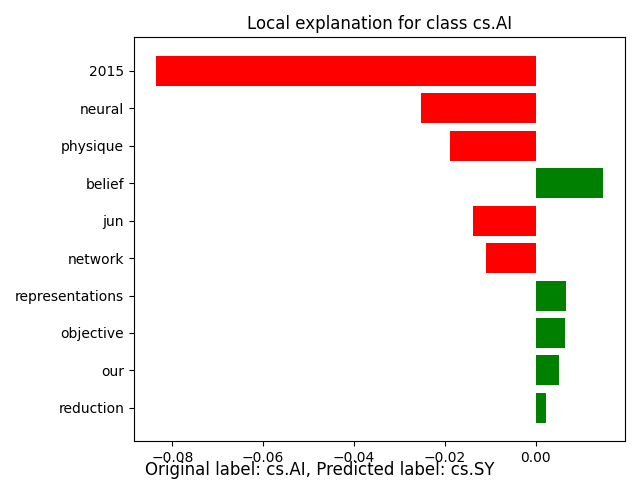 Local explanation for class cs.AI
2015
neural
physique
belief
jun
network
representations
objective
our
reduction
−0.08 −0.06 −0.04 −0.02 0.00
Original label: cs.AI, Predicted label: cs.SY